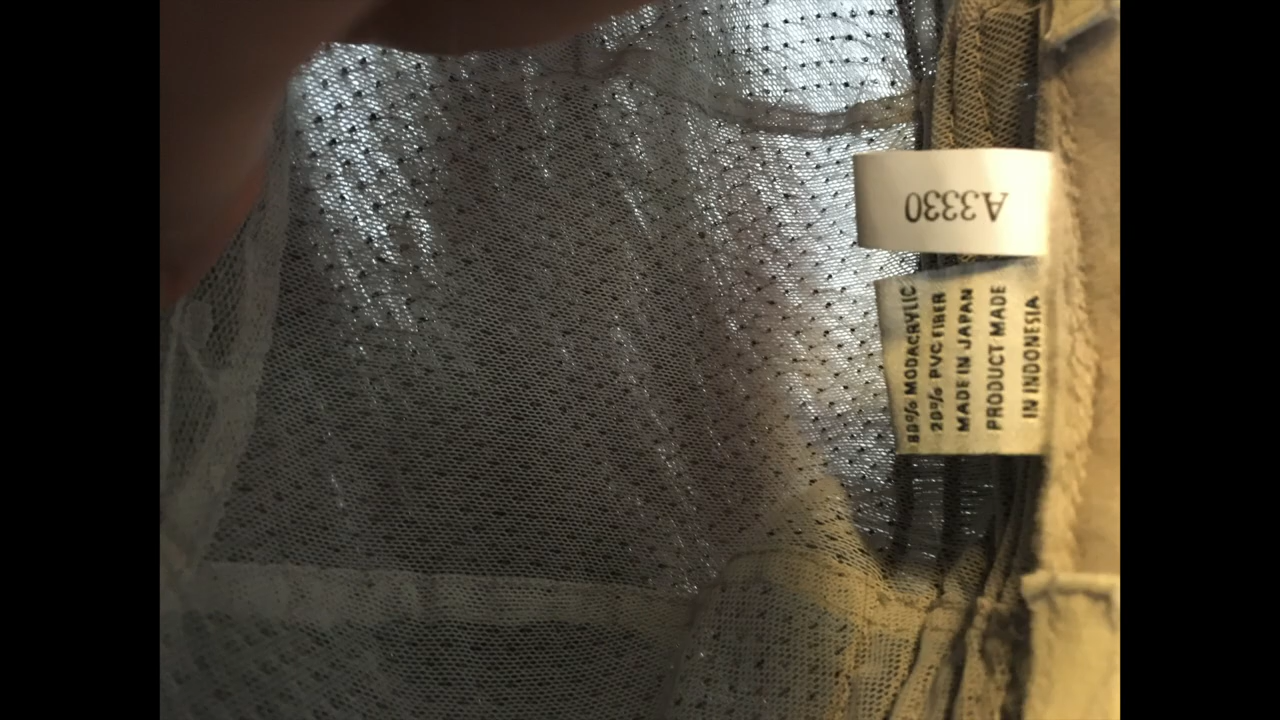 A3330
80% MODACRYLIC
20% PVC FIBER
MADE IN JAPAN
PRODUCT MADE
IN INDONESIA